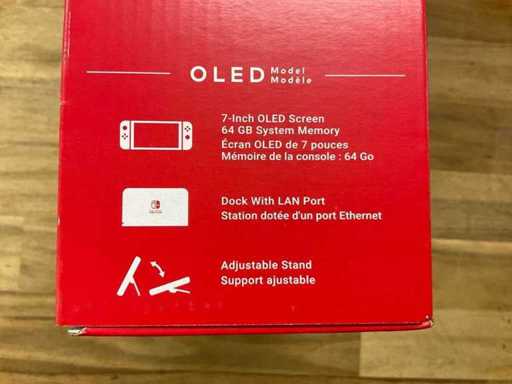 OLED Model
Modèle
7-Inch OLED Screen
64 GB System Memory
Écran OLED de 7 pouces
Mémoire de la console : 64 Go
Dock With LAN Port
Station dotée d'un port Ethernet
Adjustable Stand
Support ajustable